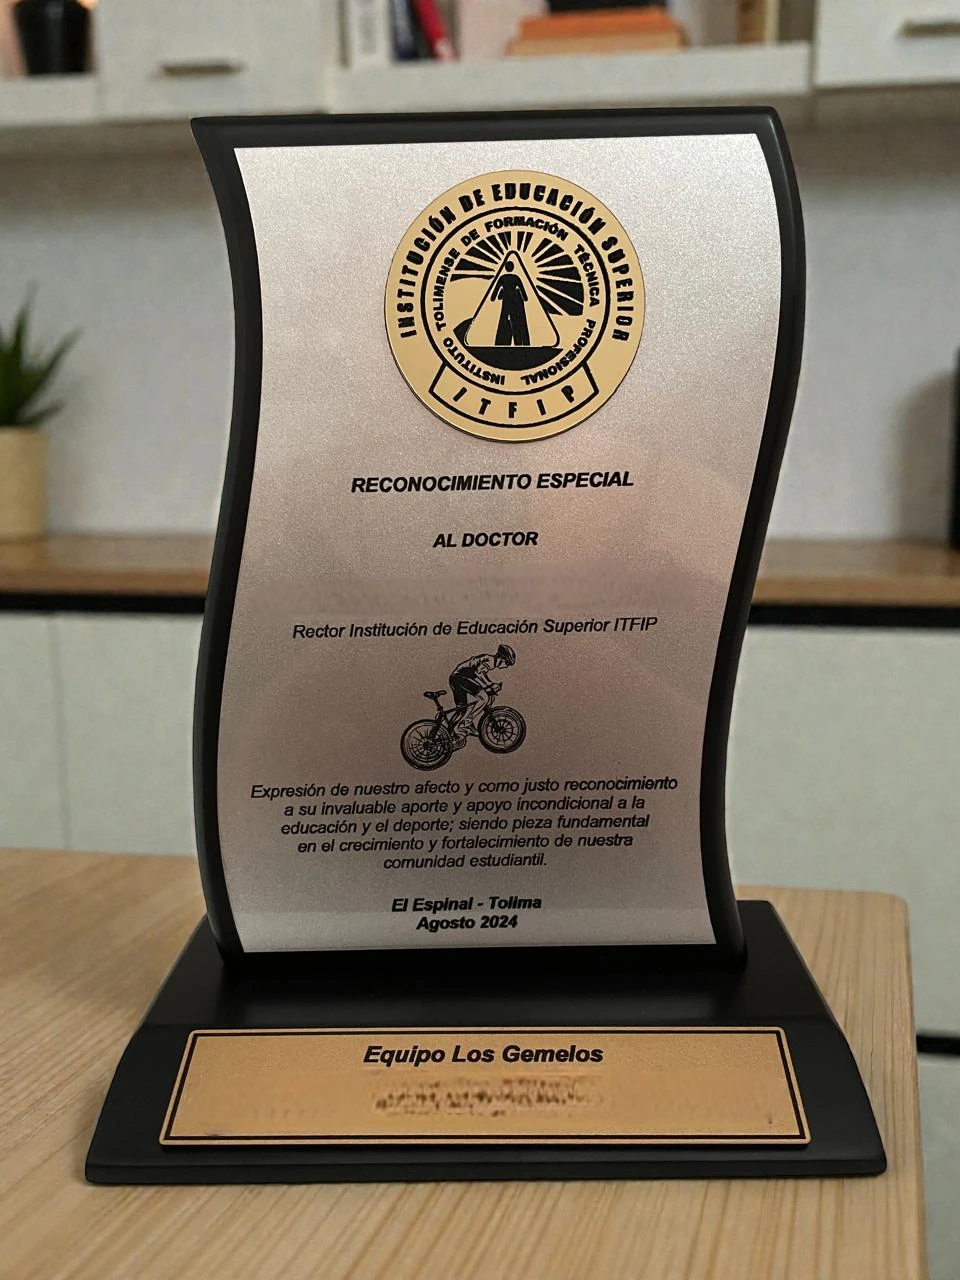 INSTITUCIÓN DE EDUCACIÓN SUPERIOR
INSTITUTO TOLIMENSE DE FORMACIÓN TÉCNICA PROFESIONAL
ITFIP
RECONOCIMIENTO ESPECIAL
AL DOCTOR
Rector Institución de Educación Superior ITFIP
Expresión de nuestro afecto y como justo reconocimiento
a su invaluable aporte y apoyo incondicional a la
educación y el deporte; siendo pieza fundamental
en el crecimiento y fortalecimiento de nuestra
comunidad estudiantil.
El Espinal - Tolima
Agosto 2024
Equipo Los Gemelos